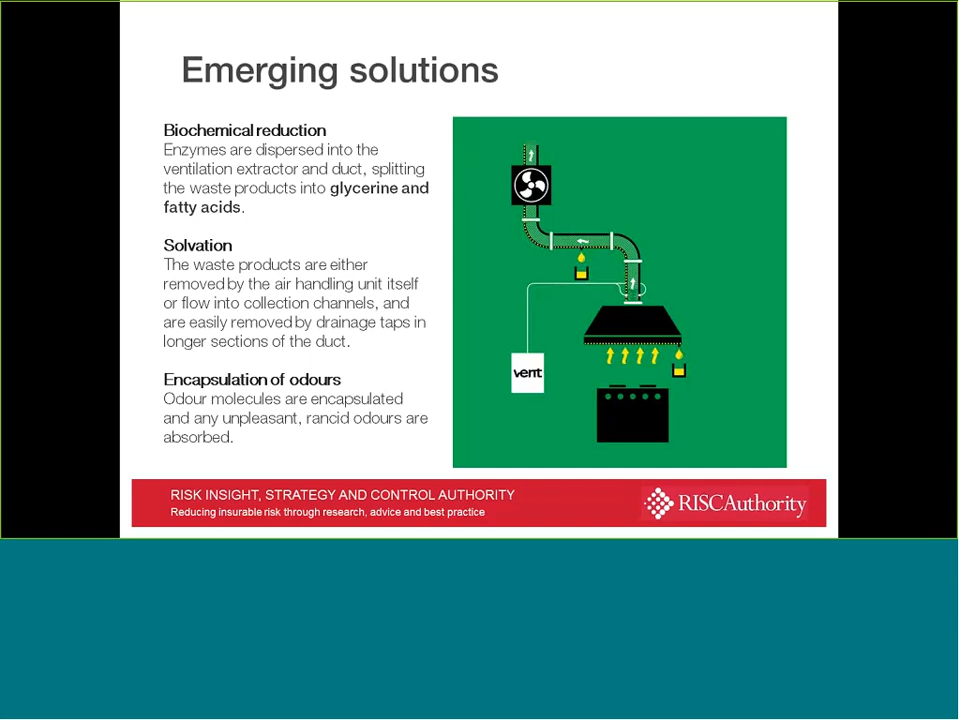 Emerging solutions
Biochemical reduction
Enzymes are dispersed into the
ventilation extractor and duct, splitting
the waste products into glycerine and
fatty acids.
Solvation
The waste products are either
removed by the air handling unit itself
or flow into collection channels, and
are easily removed by drainage taps in
longer sections of the duct.
Encapsulation of odours
Odour molecules are encapsulated
and any unpleasant, rancid odours are
absorbed.
vent
RISK INSIGHT, STRATEGY AND CONTROL AUTHORITY
Reducing insurable risk through research, advice and best practice
RISCAuthority